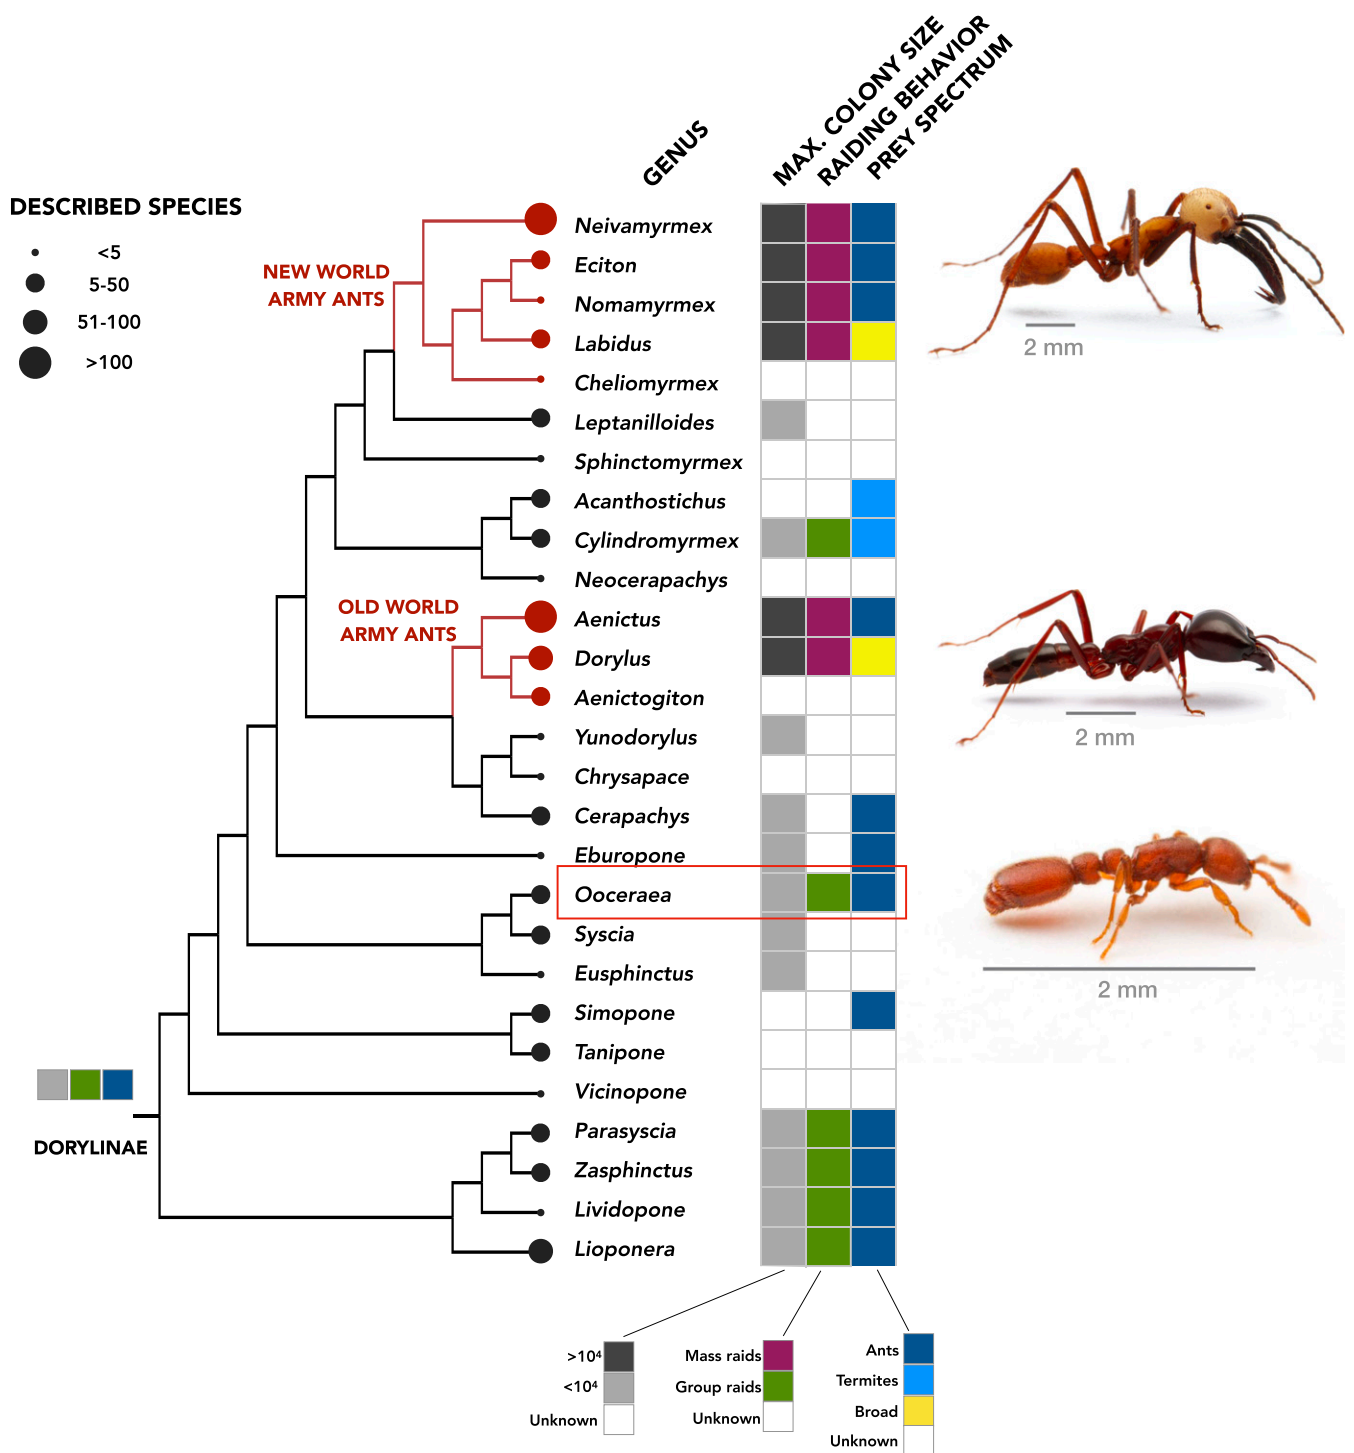 MAX. COLONY SIZE
RAIDING BEHAVIOR
PREY SPECTRUM
GENUS
DESCRIBED SPECIES
<5
5-50
51-100
>100
NEW WORLD
ARMY ANTS
OLD WORLD
ARMY ANTS
DORYLINAE
Neivamyrmex
Eciton
Nomamyrmex
Labidus
Cheliomyrmex
Leptanilloides
Sphinctomyrmex
Acanthostichus
Cylindromyrmex
Neocerapachys
Aenictus
Dorylus
Aenictogiton
Yunodorylus
Chrysapace
Cerapachys
Eburopone
Ooceraea
Syscia
Eusphinctus
Simopone
Tanipone
Vicinopone
Parasyscia
Zasphinctus
Lividopone
Lioponera
2 mm
2 mm
2 mm
>10⁴
<10⁴
Unknown
Mass raids
Group raids
Unknown
Ants
Termites
Broad
Unknown